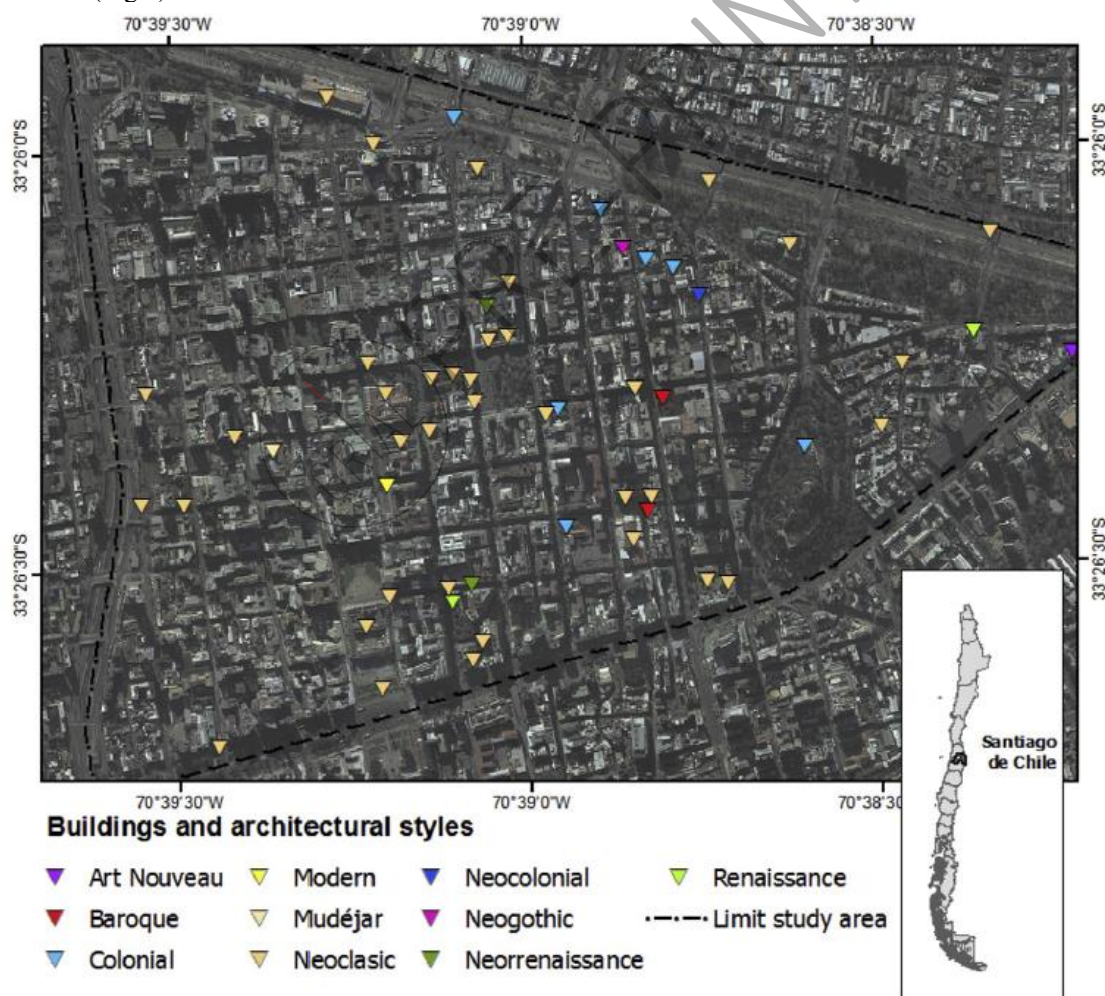 70°39'30"W 70°39'0"W 70°38'30"W
33°26'0"S 33°26'0"S
33°26'30"S 33°26'30"S
Santiago
de Chile
70°39'30"W 70°39'0"W
Buildings and architectural styles
Art Nouveau Modern Neocolonial Renaissance
Baroque Mudéjar Neogothic Limit study area
Colonial Neoclasic Neorrenaissance